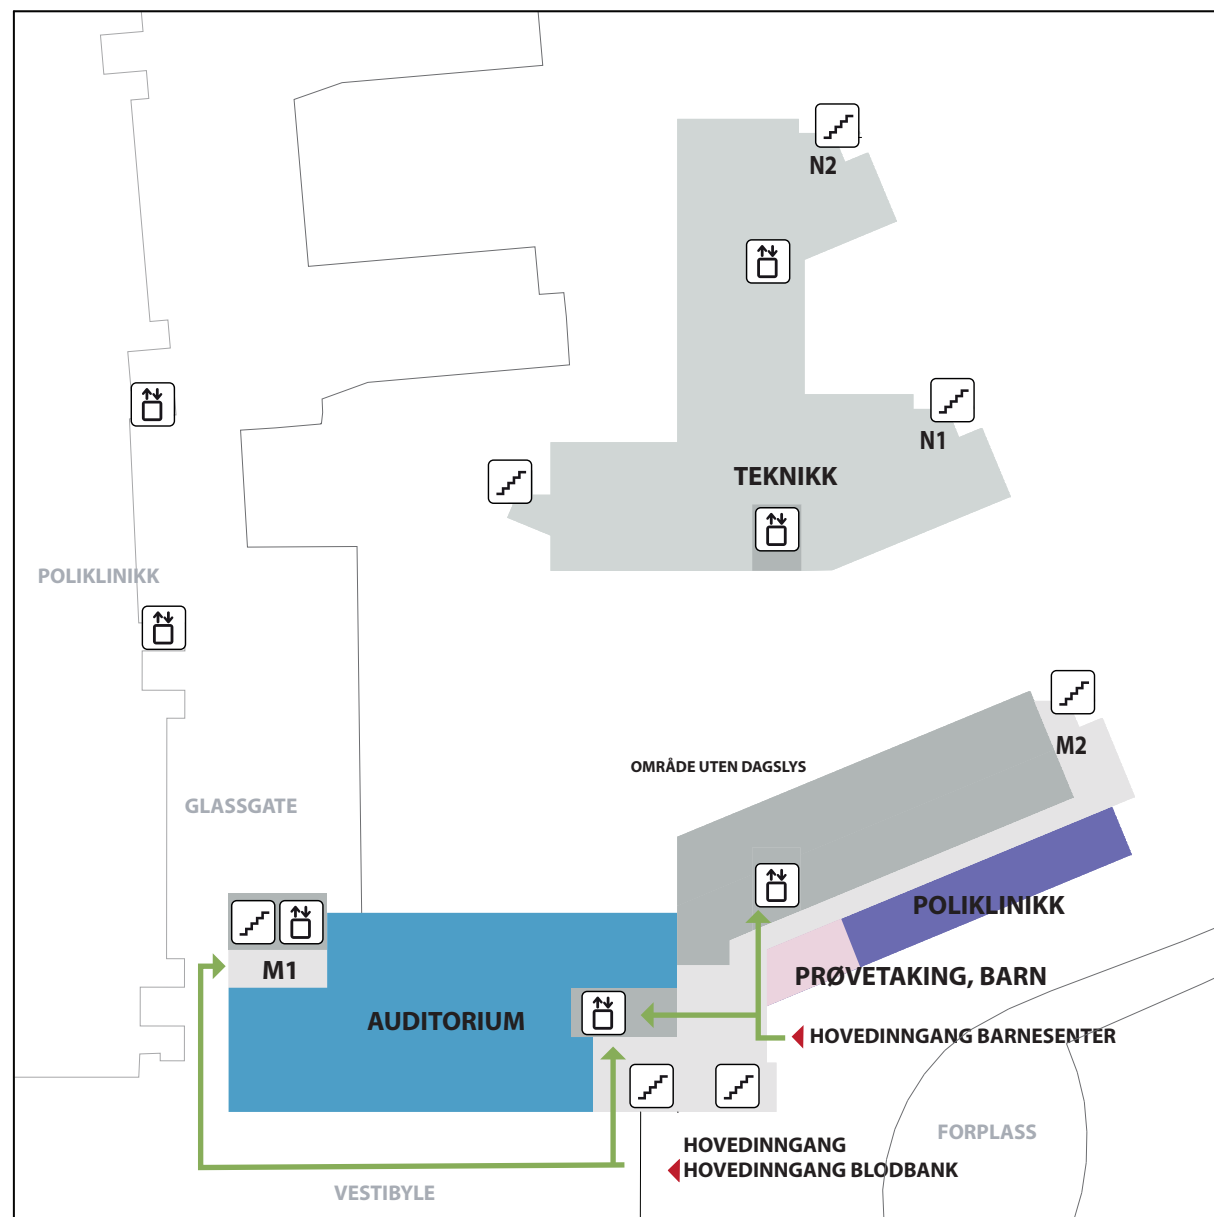 N2
N1
TEKNIKK
POLIKLINIKK
M2
OMRÅDE UTEN DAGSLYS
GLASSGATE
POLIKLINIKK
M1
PRØVETAKING, BARN
AUDITORIUM
HOVEDINNGANG BARNESENTER
FORPLASS
HOVEDINNGANG
HOVEDINNGANG BLODBANK
VESTIBYLE